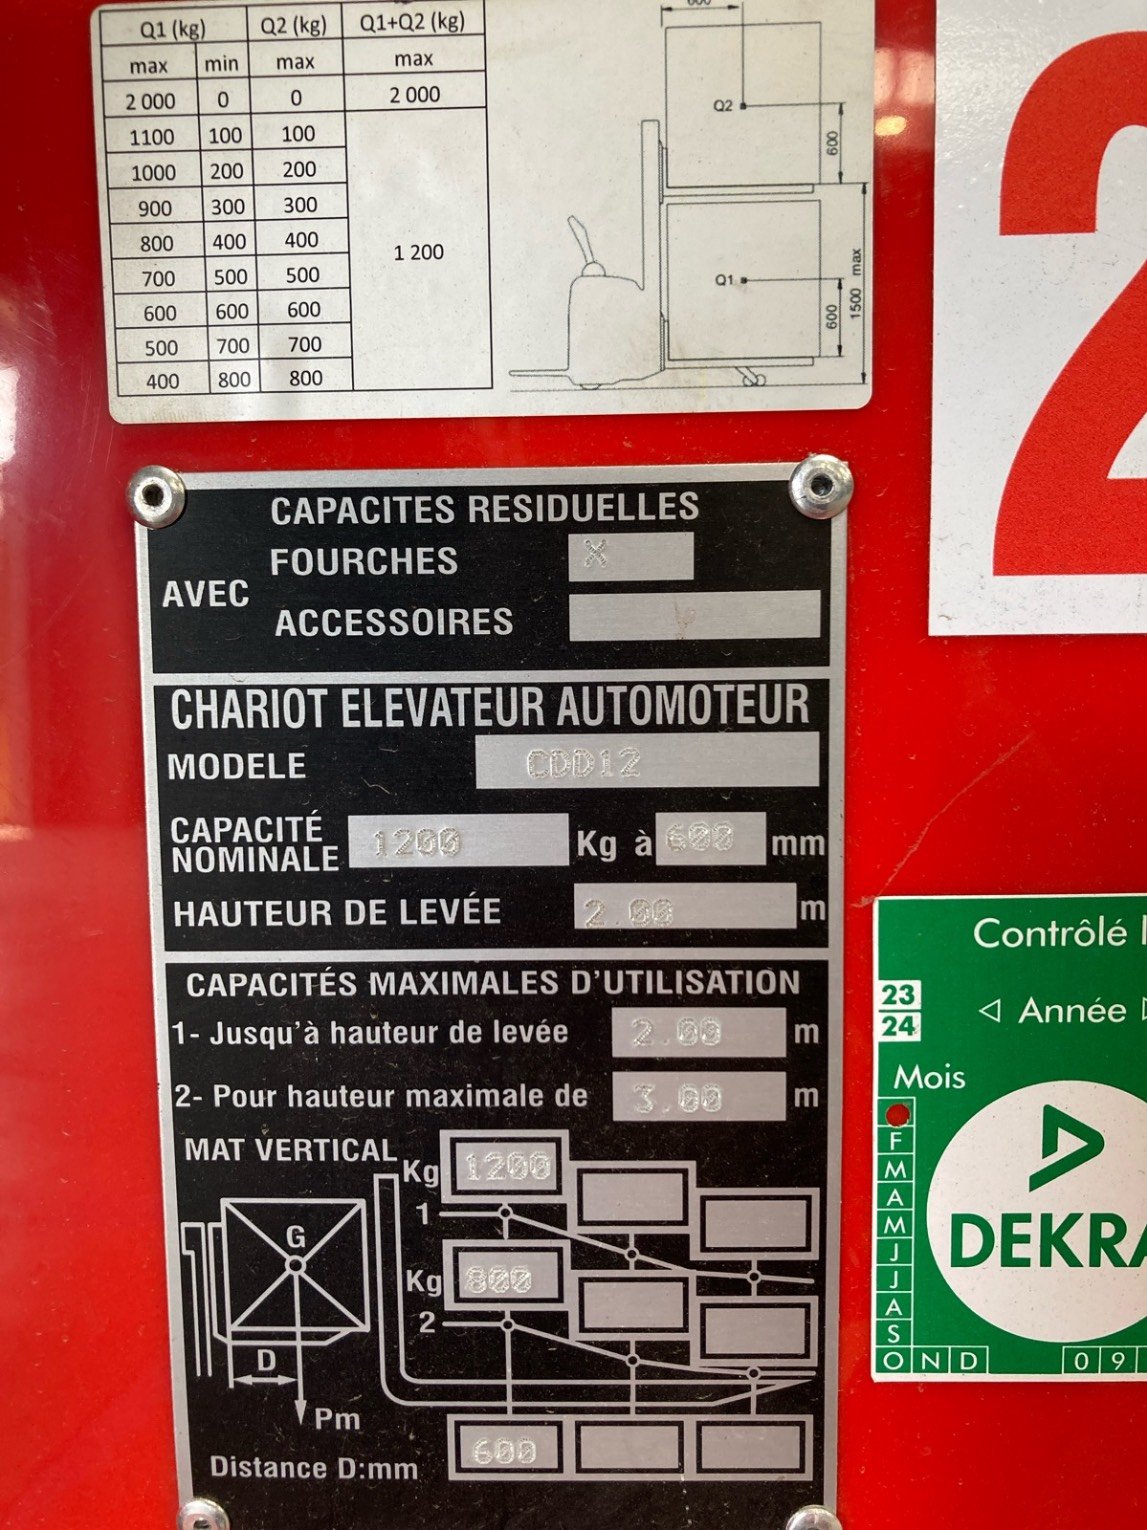 Q1 (kg) Q2 (kg) Q1+Q2 (kg)
max min max max
2 000 0 0 2 000
1100 100 100
1000 200 200
900 300 300
800 400 400
1 200
700 500 500
600 600 600
500 700 700
400 800 800
600
Q2
600
Q1
600
1500 max
2
CAPACITES RESIDUELLES
AVEC
FOURCHES X
ACCESSOIRES
CHARIOT ELEVATEUR AUTOMOTEUR
MODELE CDD12
CAPACITÉ
NOMINALE 1200 Kg à 600 mm
HAUTEUR DE LEVÉE 2.00 m
CAPACITÉS MAXIMALES D'UTILISATION
1- Jusqu'à hauteur de levée 2.00 m
2- Pour hauteur maximale de 3.00 m
MAT VERTICAL
Kg 1200
1
G
Kg 800
2
D
Pm
Distance D:mm 600
Contrôlé
23
24
Année
Mois
F
M
A
M
J
J
A
S
O N D
0 9
DEKRA